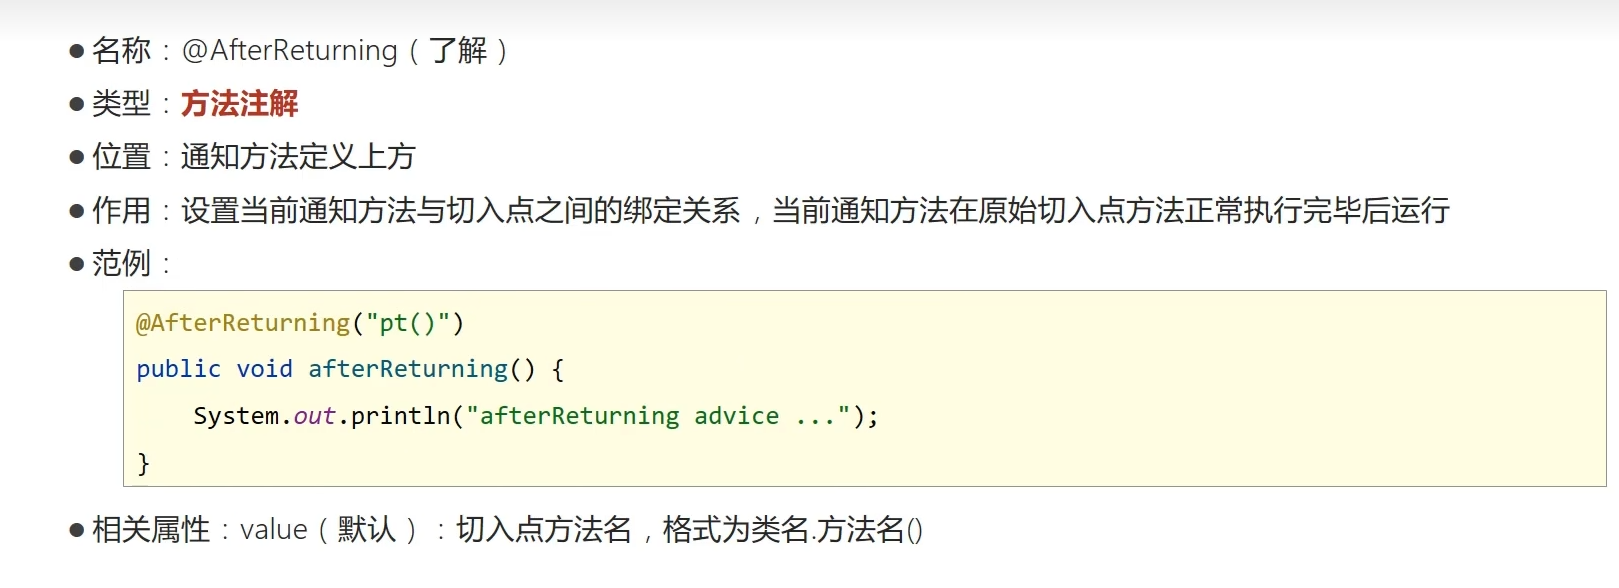 ● 名称：@AfterReturning（了解）
● 类型：方法注解
● 位置：通知方法定义上方
● 作用：设置当前通知方法与切入点之间的绑定关系，当前通知方法在原始切入点方法正常执行完毕后运行
● 范例：
@AfterReturning("pt()")
public void afterReturning() {
    System.out.println("afterReturning advice ...");
}
● 相关属性：value（默认）：切入点方法名，格式为类名.方法名()